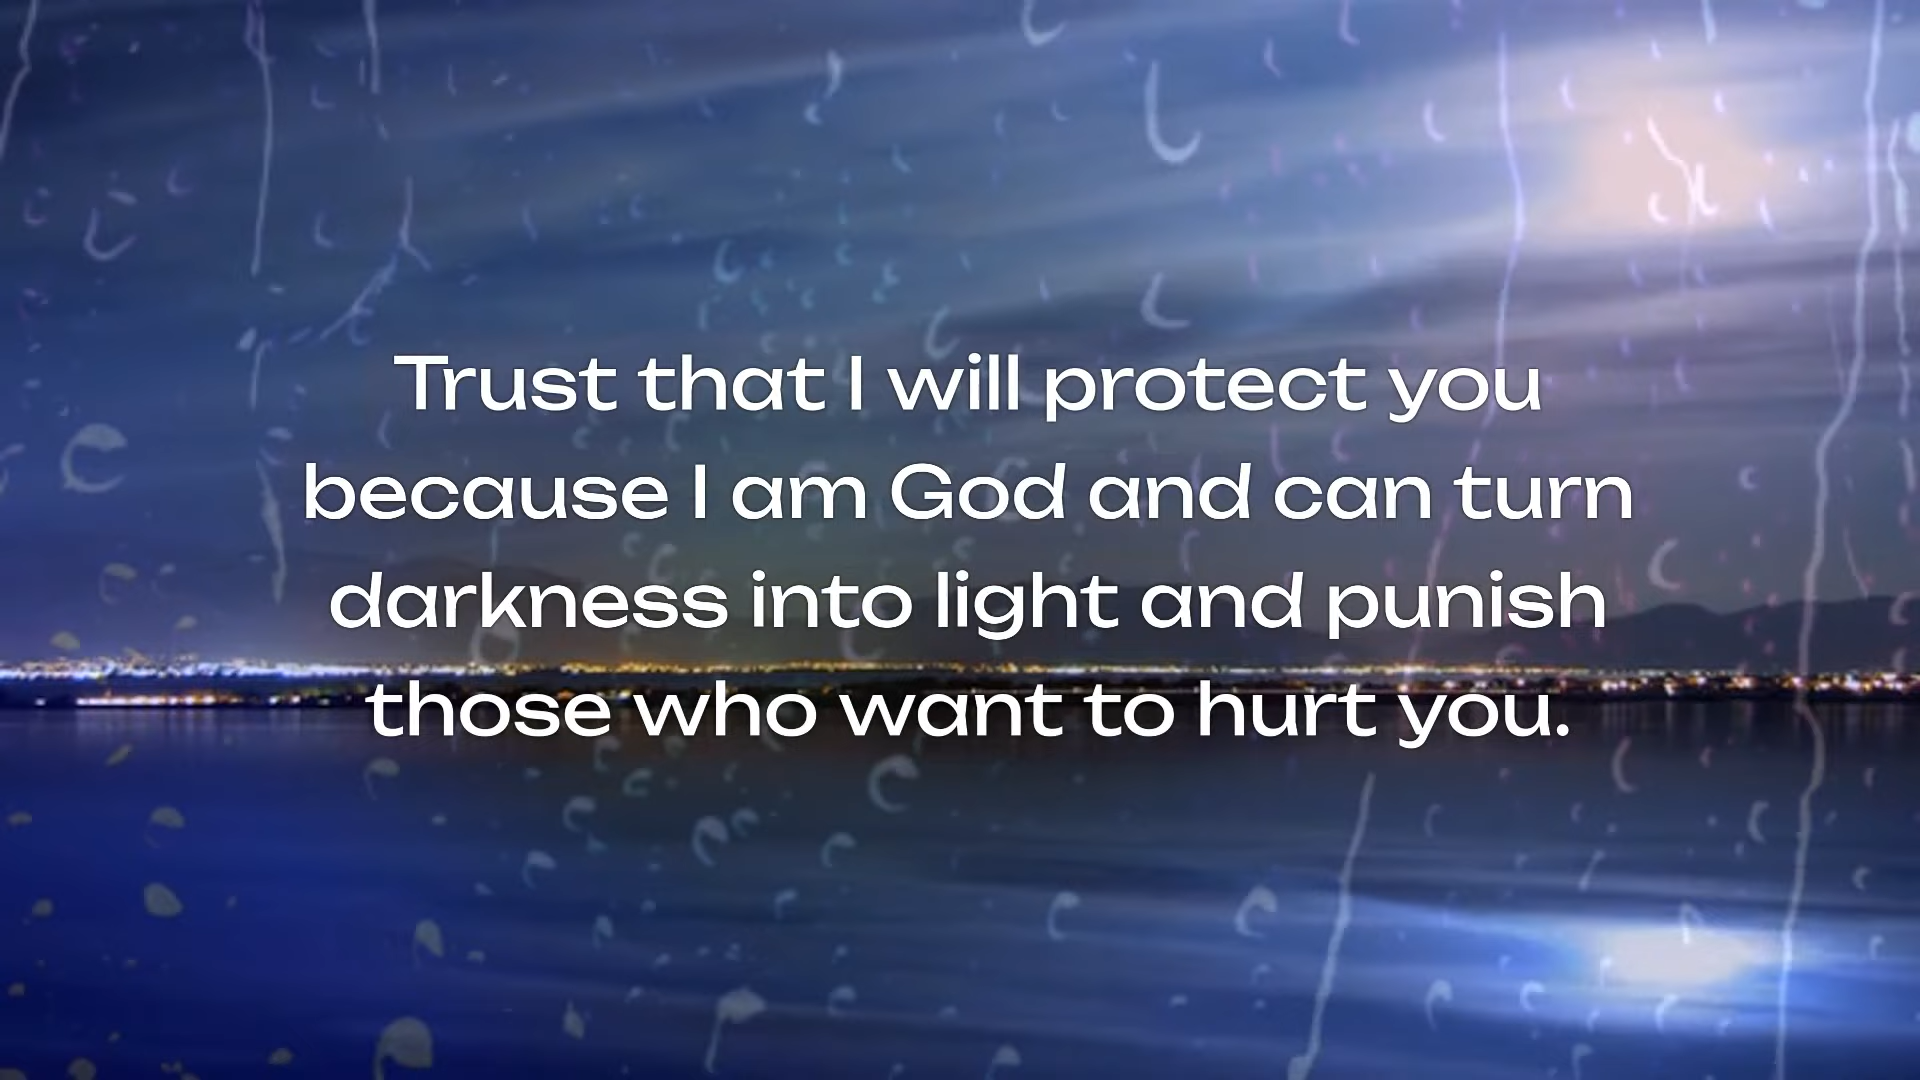 Trust that I will protect you
because I am God and can turn
darkness into light and punish
those who want to hurt you.